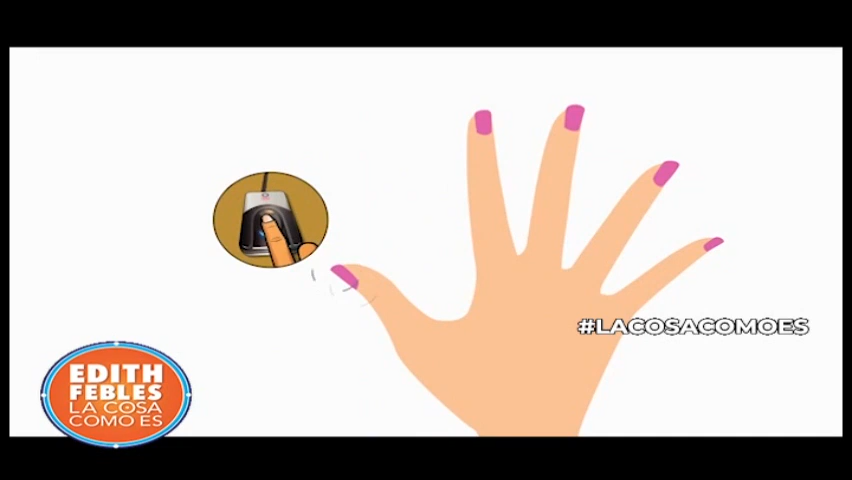 #LACOSACOMOES
EDITH
FEBLES
LA COSA
COMO ES